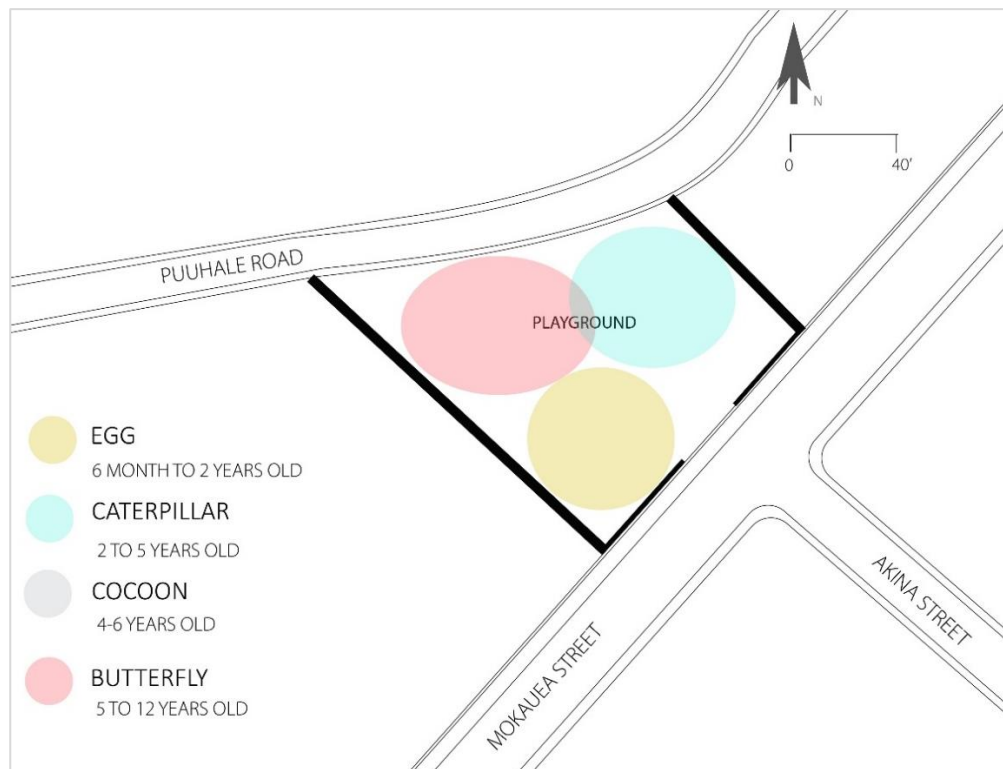 N
0 40'
PUUHALE ROAD
PLAYGROUND
EGG
6 MONTH TO 2 YEARS OLD
CATERPILLAR
2 TO 5 YEARS OLD
COCOON
4-6 YEARS OLD
BUTTERFLY
5 TO 12 YEARS OLD
MOKAUEA STREET
AKINA STREET